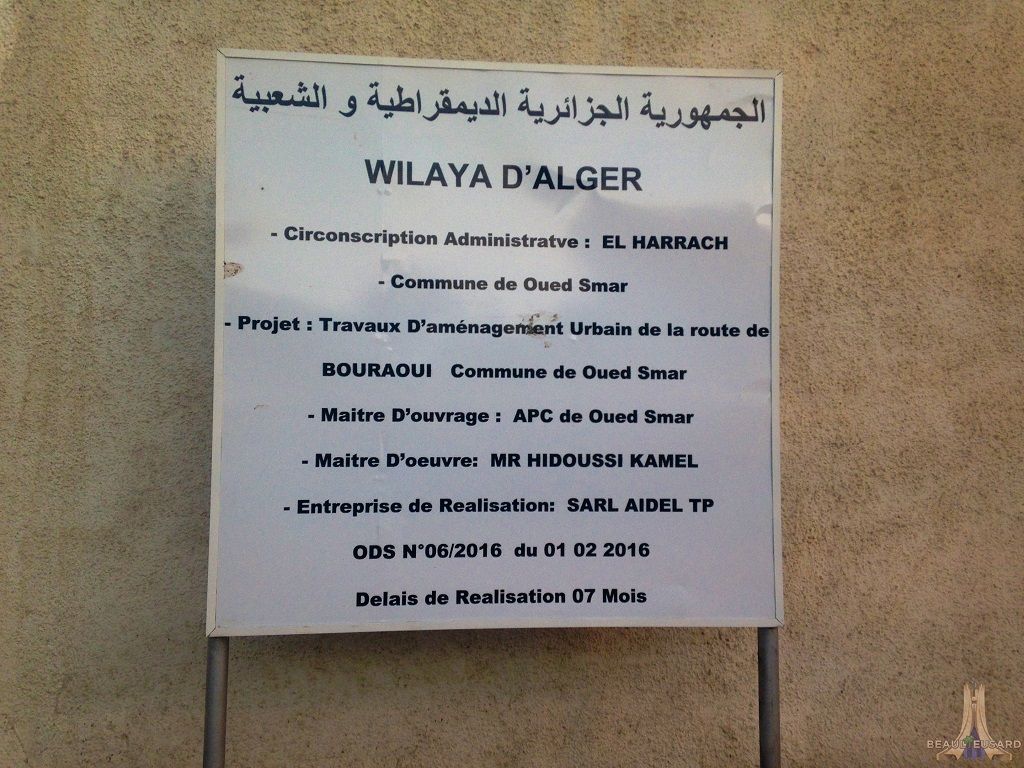 الجمهورية الجزائرية الديمقراطية و الشعبية
WILAYA D'ALGER
- Circonscription Administratve : EL HARRACH
- Commune de Oued Smar
- Projet : Travaux D'aménagement Urbain de la route de
BOURAOUI Commune de Oued Smar
- Maitre D'ouvrage : APC de Oued Smar
- Maitre D'oeuvre: MR HIDOUSSI KAMEL
- Entreprise de Realisation: SARL AIDEL TP
ODS N°06/2016 du 01 02 2016
Delais de Realisation 07 Mois
BEAULIEUSARD